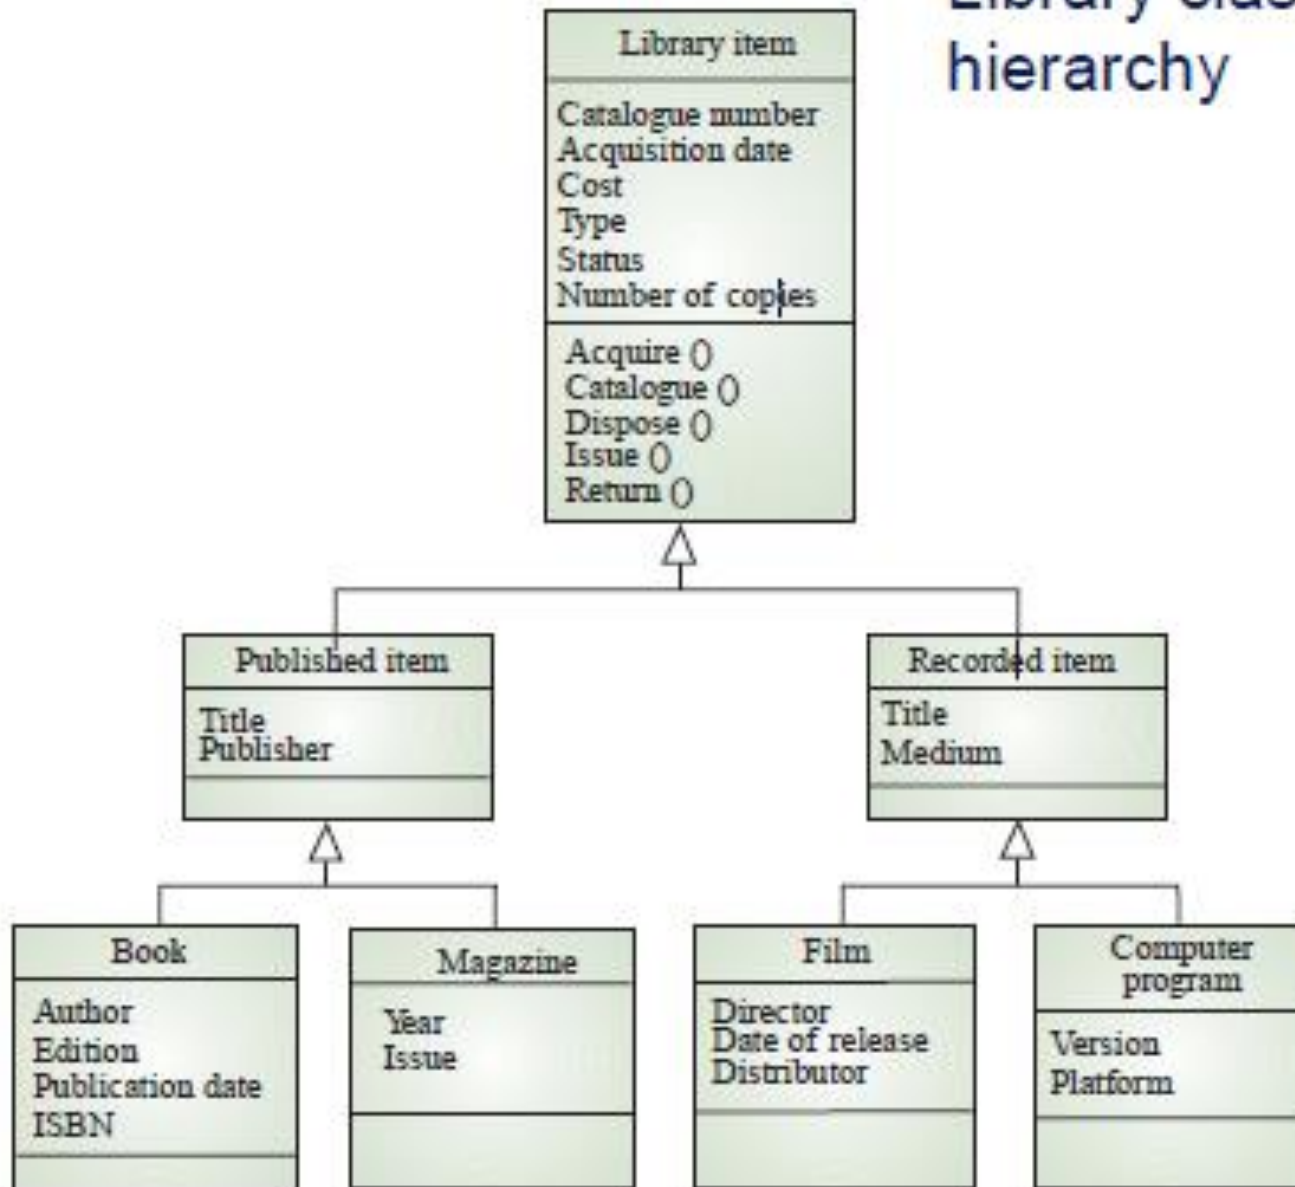 hierarchy
Library item
Catalogue number
Acquisition date
Cost
Type
Status
Number of copies
Acquire ()
Catalogue ()
Dispose ()
Issue ()
Return ()
Published item
Title
Publisher
Recorded item
Title
Medium
Book
Author
Edition
Publication date
ISBN
Magazine
Year
Issue
Film
Director
Date of release
Distributor
Computer
program
Version
Platform